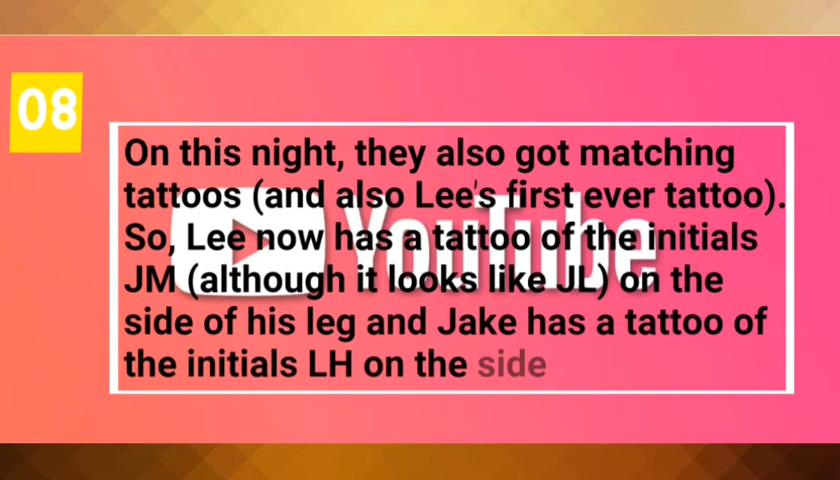 08
On this night, they also got matching
tattoos (and also Lee's first ever tattoo).
So, Lee now has a tattoo of the initials
JM (although it looks like JL) on the
side of his leg and Jake has a tattoo of
the initials LH on the side
YouTube